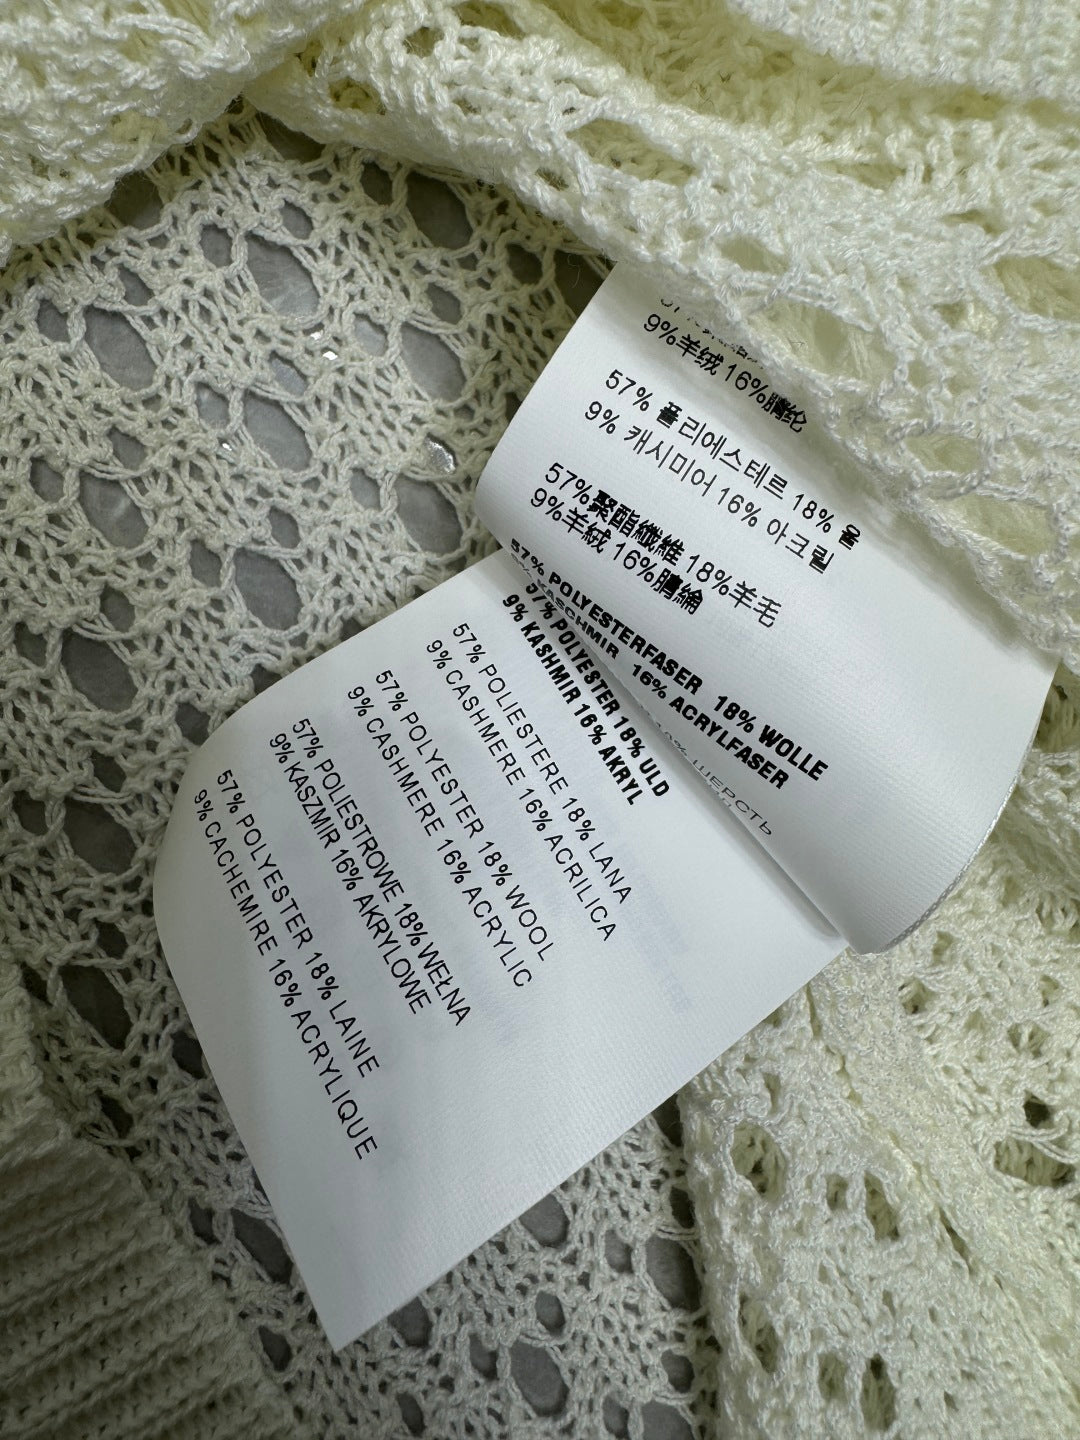 9%羊绒 16%腈纶
57% 폴리에스테르 18% 울
9% 캐시미어 16% 아크릴
57%聚酯纖維 18%羊毛
9%羊絨 16%腈綸
57% POLYESTERFASER 18% WOLLE
KASCHMIR 16% ACRYLFASER
ШЕРСТЬ
57% POLYESTER 18% ULD
9% KASHMIR 16% AKRYL
57% POLIESTERE 18% LANA
9% CASHMERE 16% ACRILICA
57% POLYESTER 18% WOOL
9% CASHMERE 16% ACRYLIC
57% POLIESTROWE 18% WEŁNA
9% KASZMIR 16% AKRYLOWE
57% POLYESTER 18% LAINE
9% CACHEMIRE 16% ACRYLIQUE